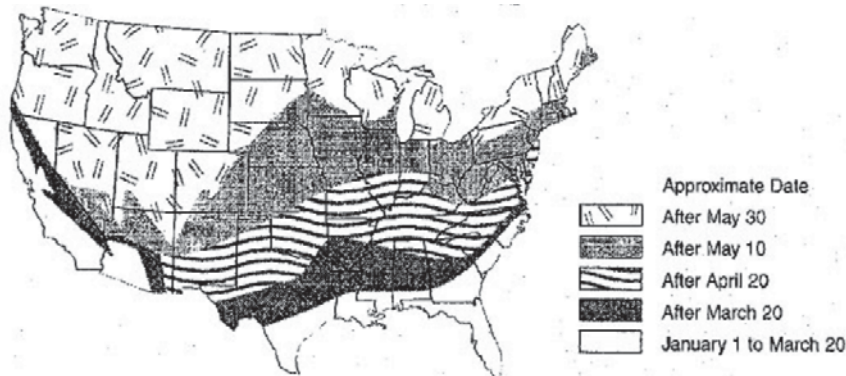 Approximate Date
After May 30
After May 10
After April 20
After March 20
January 1 to March 20